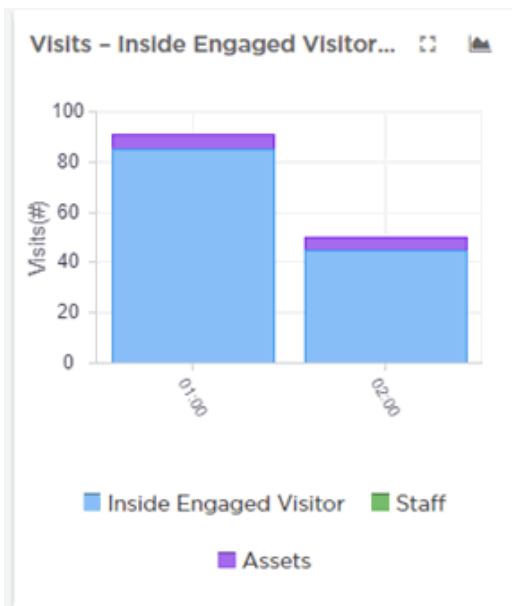 Visits – Inside Engaged Visitor...
100
80
60
40
20
0
Visits(#)
01:00
02:00
Inside Engaged Visitor
Staff
Assets